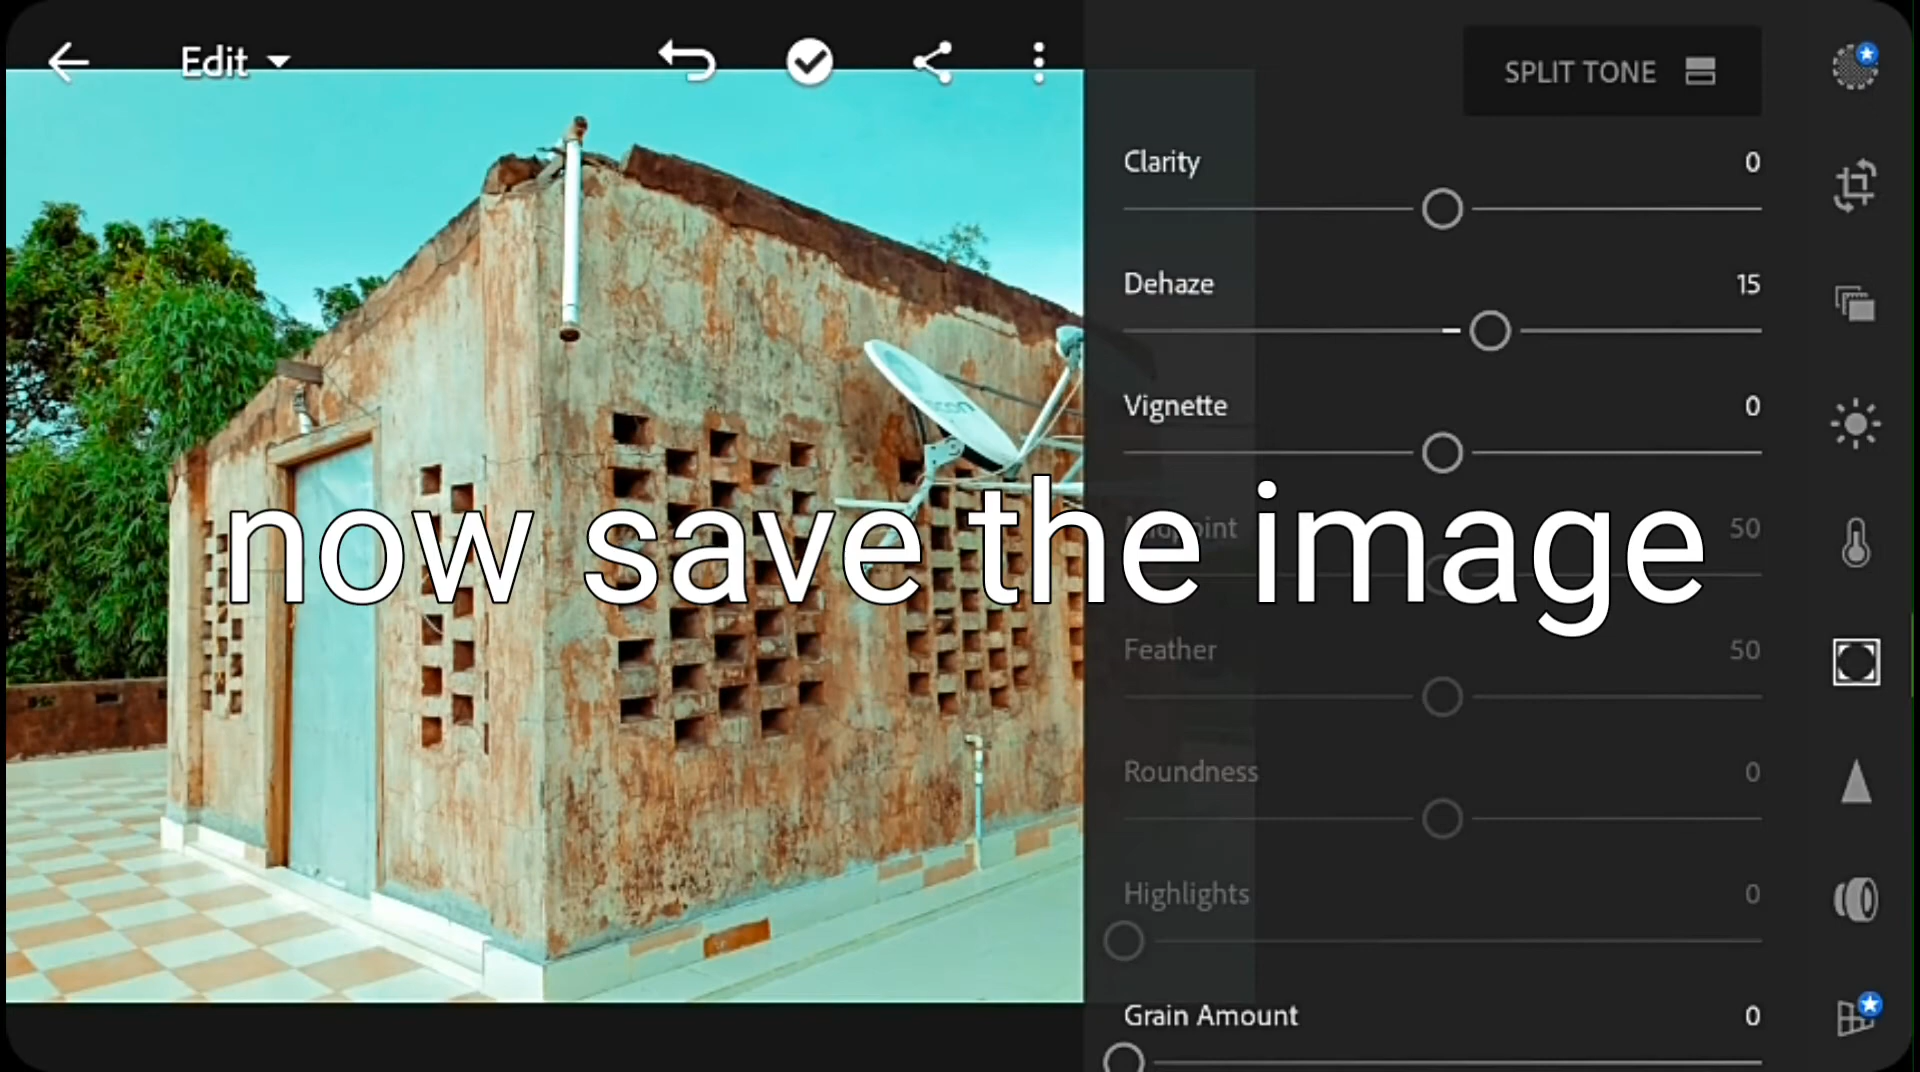 Edit
SPLIT TONE
Clarity 0
Dehaze 15
Vignette 0
now save the image
Midpoint 50
Feather 50
Roundness 0
Highlights 0
Grain Amount 0